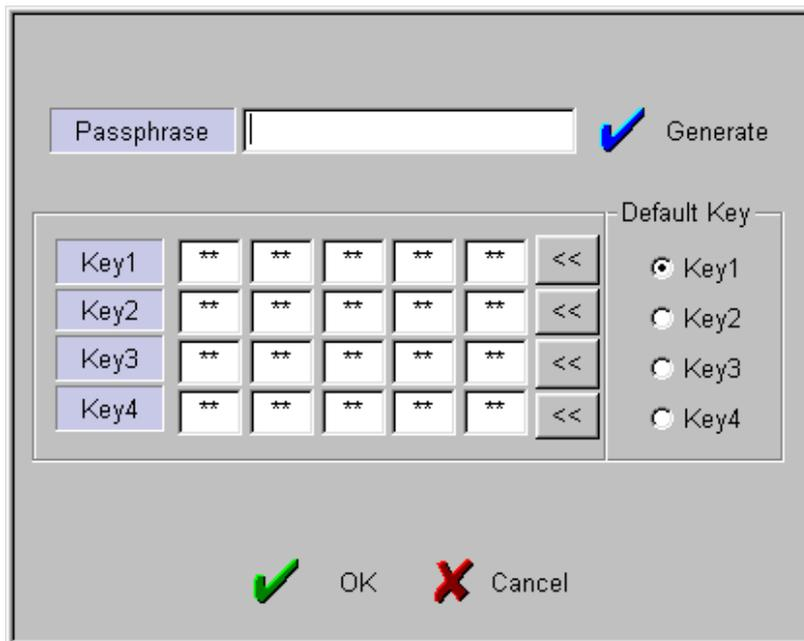 Passphrase Generate
Default Key
Key1 ** ** ** ** ** << Key1
Key2 ** ** ** ** ** << Key2
Key3 ** ** ** ** ** << Key3
Key4 ** ** ** ** ** << Key4
OK Cancel